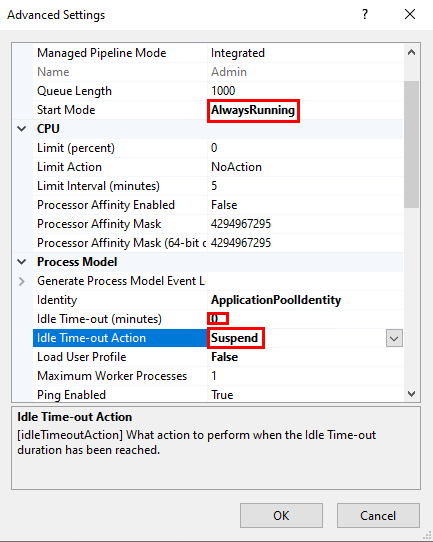 Advanced Settings
Managed Pipeline Mode Integrated
Name Admin
Queue Length 1000
Start Mode AlwaysRunning
CPU
Limit (percent) 0
Limit Action NoAction
Limit Interval (minutes) 5
Processor Affinity Enabled False
Processor Affinity Mask 4294967295
Processor Affinity Mask (64-bit o 4294967295
Process Model
Generate Process Model Event L
Identity ApplicationPoolIdentity
Idle Time-out (minutes) 0
Idle Time-out Action Suspend
Load User Profile False
Maximum Worker Processes 1
Ping Enabled True
Idle Time-out Action
[idleTimeoutAction] What action to perform when the Idle Time-out
duration has been reached.
OK Cancel